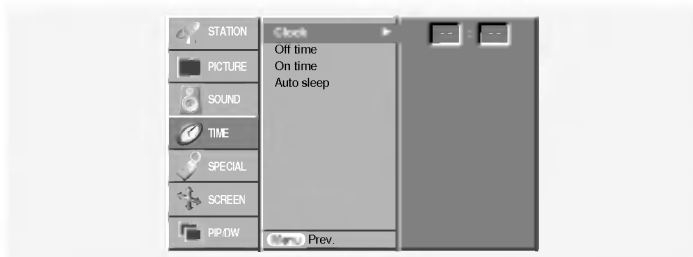 STATION
PICTURE
SOUND
TIME
SPECIAL
SCREEN
PIP/DW
Clock
Off time
On time
Auto sleep
Menu Prev.
-- : --